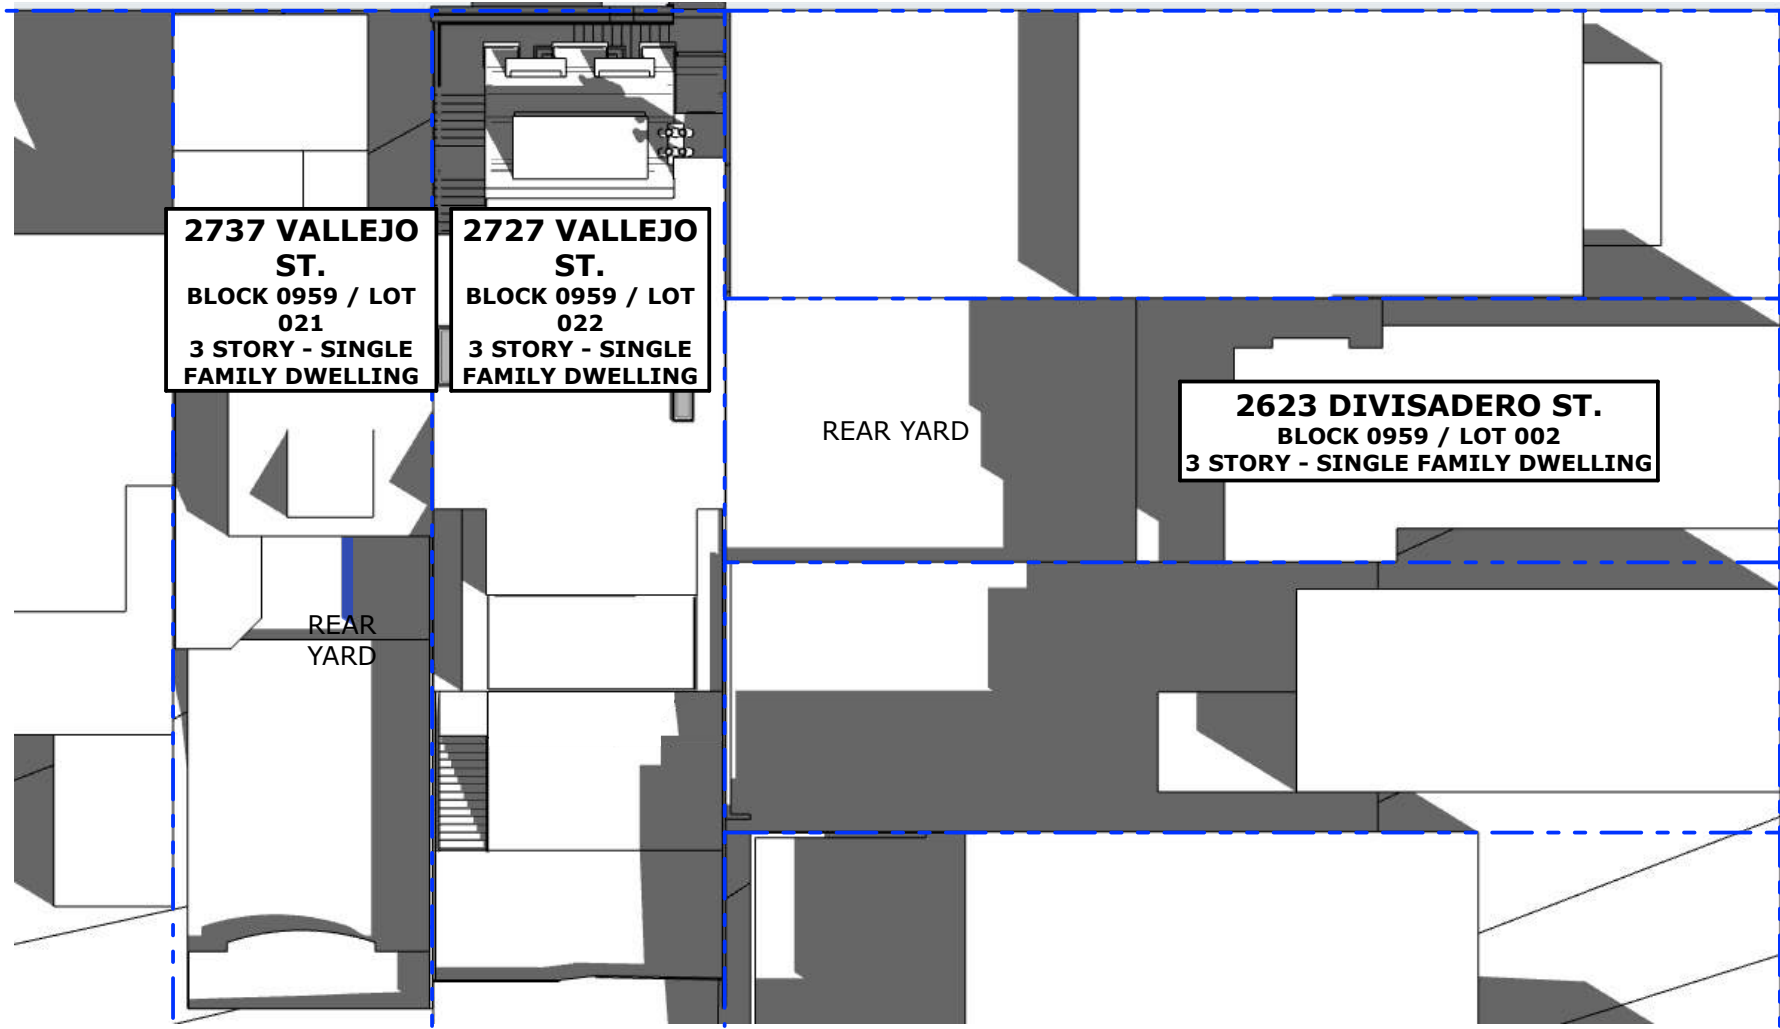 2737 VALLEJO
ST.
BLOCK 0959 / LOT
021
3 STORY - SINGLE
FAMILY DWELLING
2727 VALLEJO
ST.
BLOCK 0959 / LOT
022
3 STORY - SINGLE
FAMILY DWELLING
2623 DIVISADERO ST.
BLOCK 0959 / LOT 002
3 STORY - SINGLE FAMILY DWELLING
REAR YARD
REAR
YARD